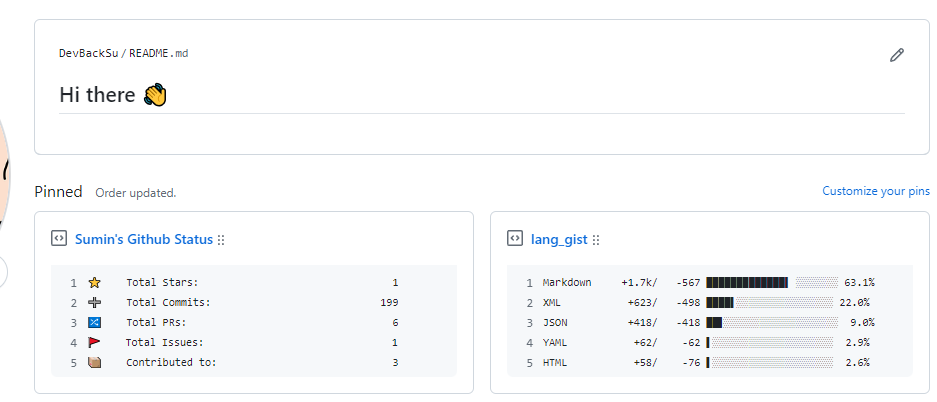 DevBackSu/README.md
Hi there 👋
Pinned Order updated. Customize your pins
Sumin's Github Status
1 ⭐ Total Stars: 1
2 ➕ Total Commits: 199
3 🔀 Total PRs: 6
4 🚩 Total Issues: 1
5 📦 Contributed to: 3
lang_gist
1 Markdown +1.7k/ -567 63.1%
2 XML +623/ -498 22.0%
3 JSON +418/ -418 9.0%
4 YAML +62/ -62 2.9%
5 HTML +58/ -76 2.6%